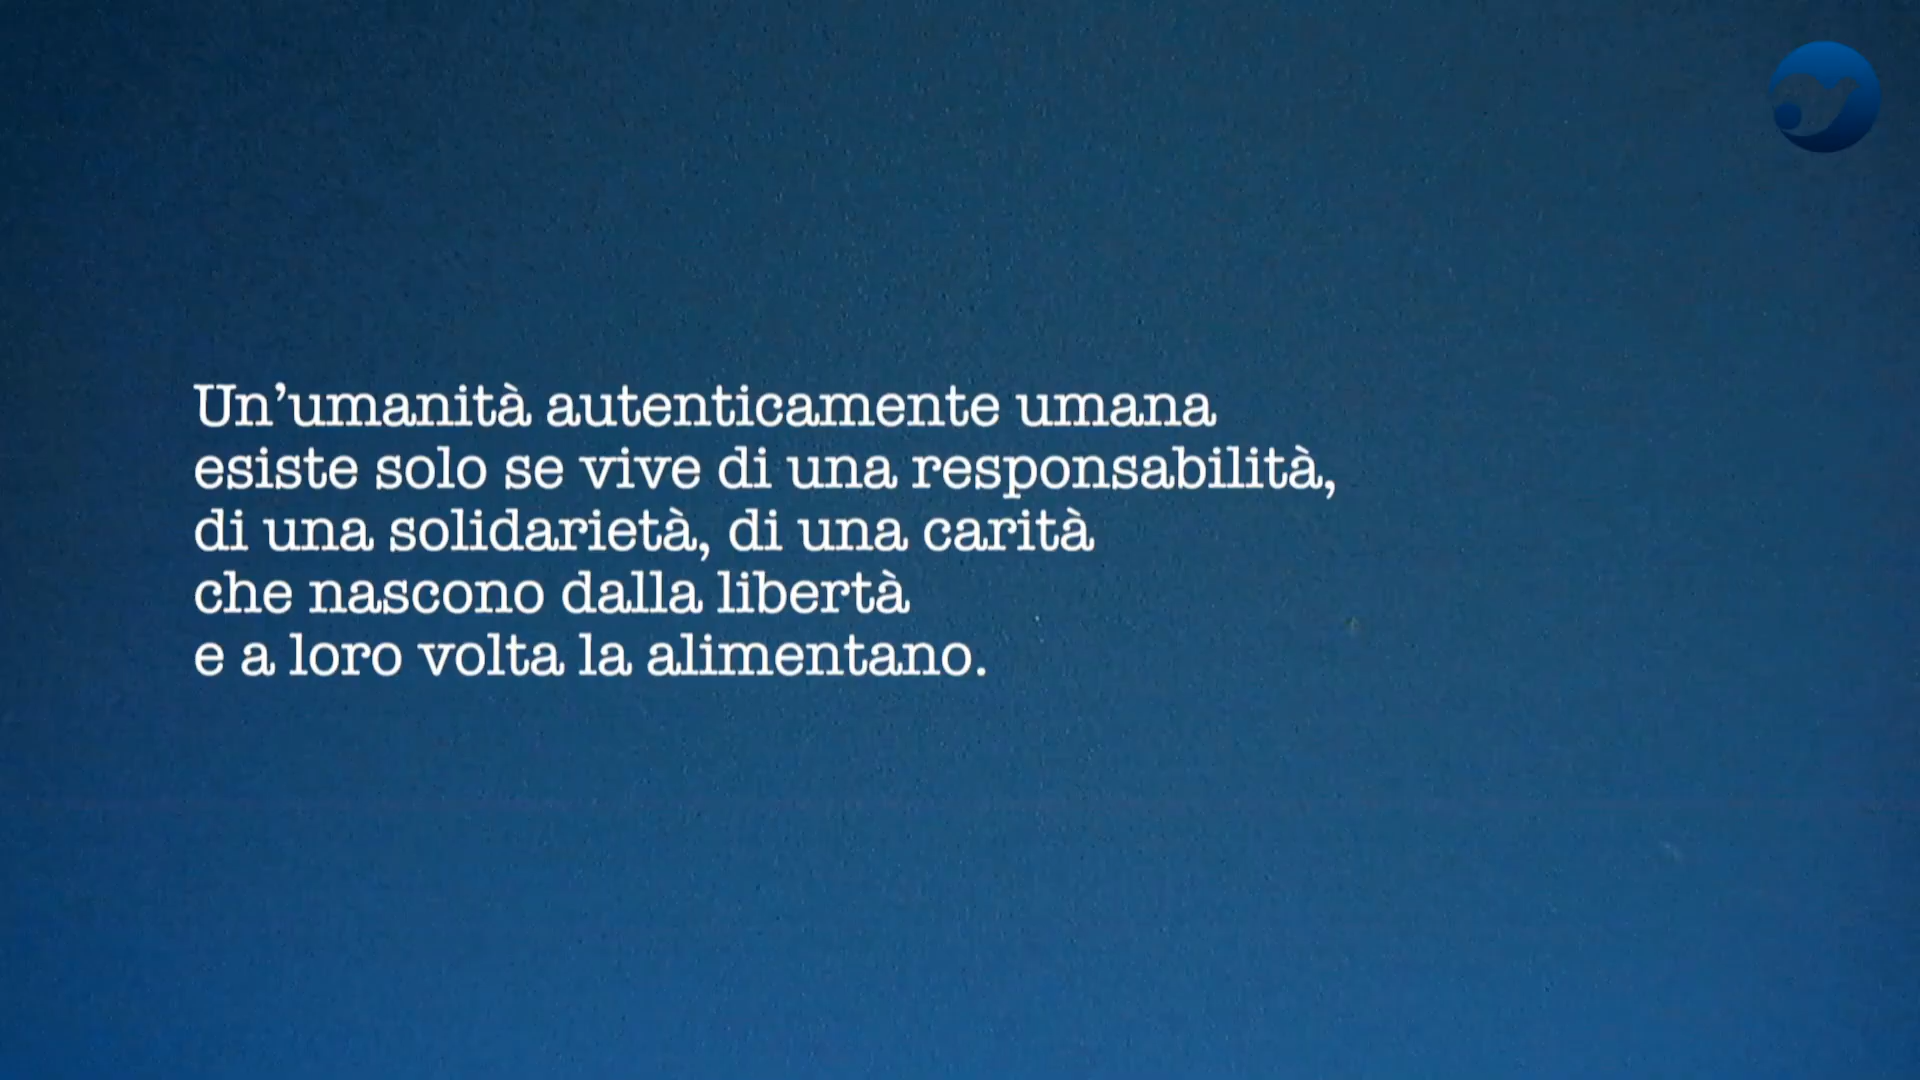 Un’umanità autenticamente umana
esiste solo se vive di una responsabilità,
di una solidarietà, di una carità
che nascono dalla libertà
e a loro volta la alimentano.